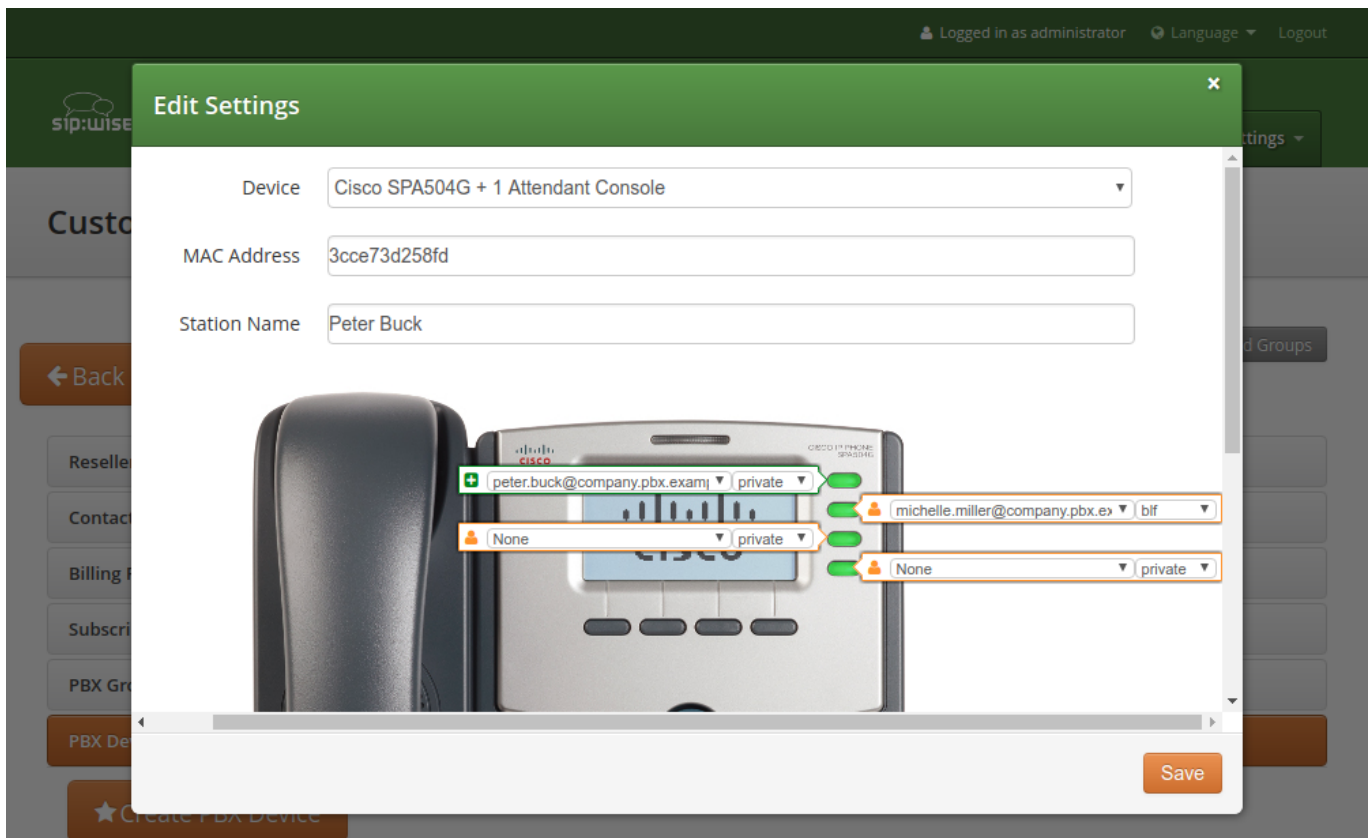 Logged in as administrator Language Logout
sip:wise
Edit Settings
×
ttings
Device Cisco SPA504G + 1 Attendant Console
Custo
MAC Address 3cce73d258fd
Station Name Peter Buck
d Groups
Back
CISCO IP PHONE
SPA504G
CISCO
peter.buck@company.pbx.examp private
michelle.miller@company.pbx.ex blf
None private
CISCO
None private
Reselle
Contact
Billing
Subscri
PBX Gr
PBX De
Save
Create PBX Device